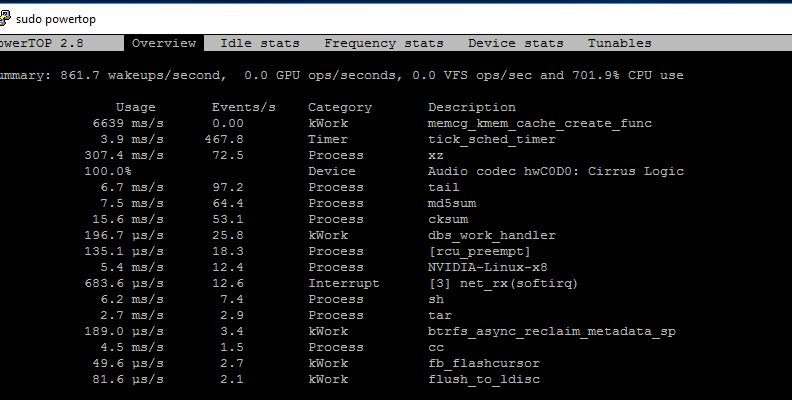 sudo powertop
owerTOP 2.8 Overview Idle stats Frequency stats Device stats Tunables
ummary: 861.7 wakeups/second, 0.0 GPU ops/seconds, 0.0 VFS ops/sec and 701.9% CPU use
Usage Events/s Category Description
6639 ms/s 0.00 kWork memcg_kmem_cache_create_func
3.9 ms/s 467.8 Timer tick_sched_timer
307.4 ms/s 72.5 Process xz
100.0% Device Audio codec hwC0D0: Cirrus Logic
6.7 ms/s 97.2 Process tail
7.5 ms/s 64.4 Process md5sum
15.6 ms/s 53.1 Process cksum
196.7 µs/s 25.8 kWork dbs_work_handler
135.1 µs/s 18.3 Process [rcu_preempt]
5.4 ms/s 12.4 Process NVIDIA-Linux-x8
683.6 µs/s 12.6 Interrupt [3] net_rx(softirq)
6.2 ms/s 7.4 Process sh
2.7 ms/s 2.9 Process tar
189.0 µs/s 3.4 kWork btrfs_async_reclaim_metadata_sp
4.5 ms/s 1.5 Process cc
49.6 µs/s 2.7 kWork fb_flashcursor
81.6 µs/s 2.1 kWork flush_to_ldisc